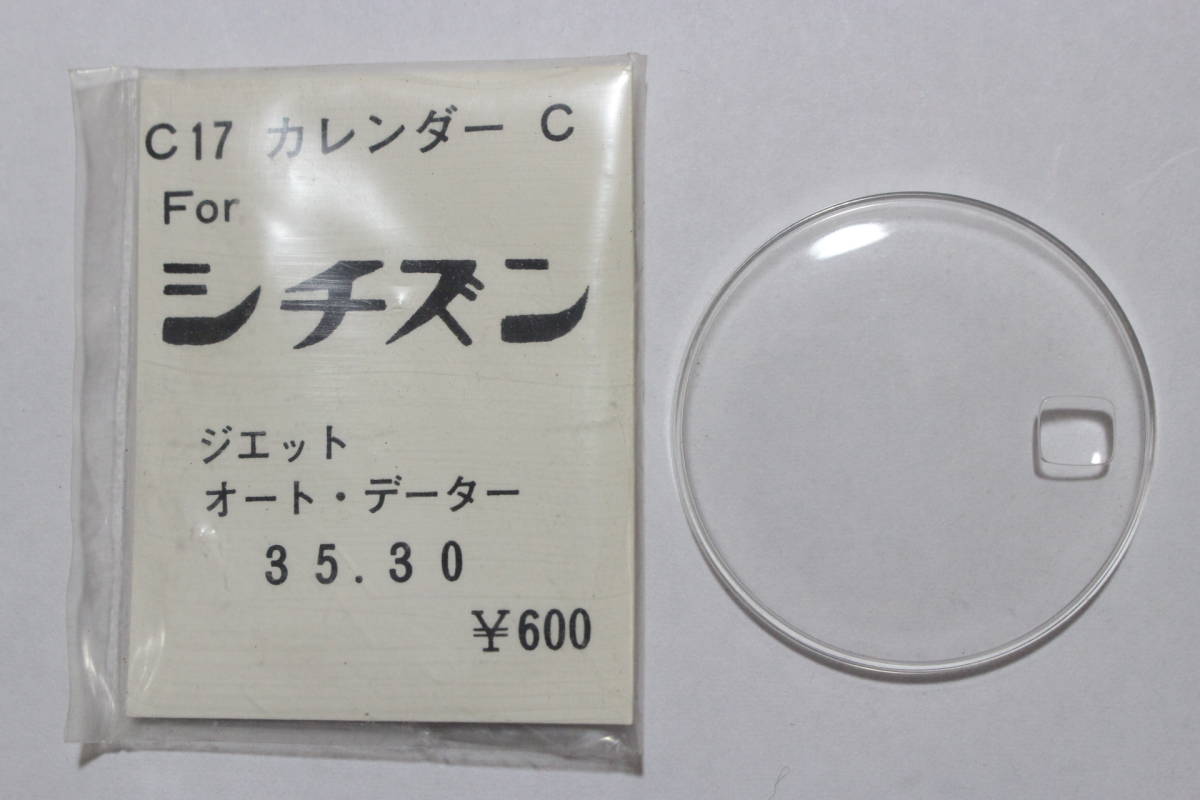 C17 カレンダー C
For
シチズン
ジエット
オート・データー
35.30
¥600